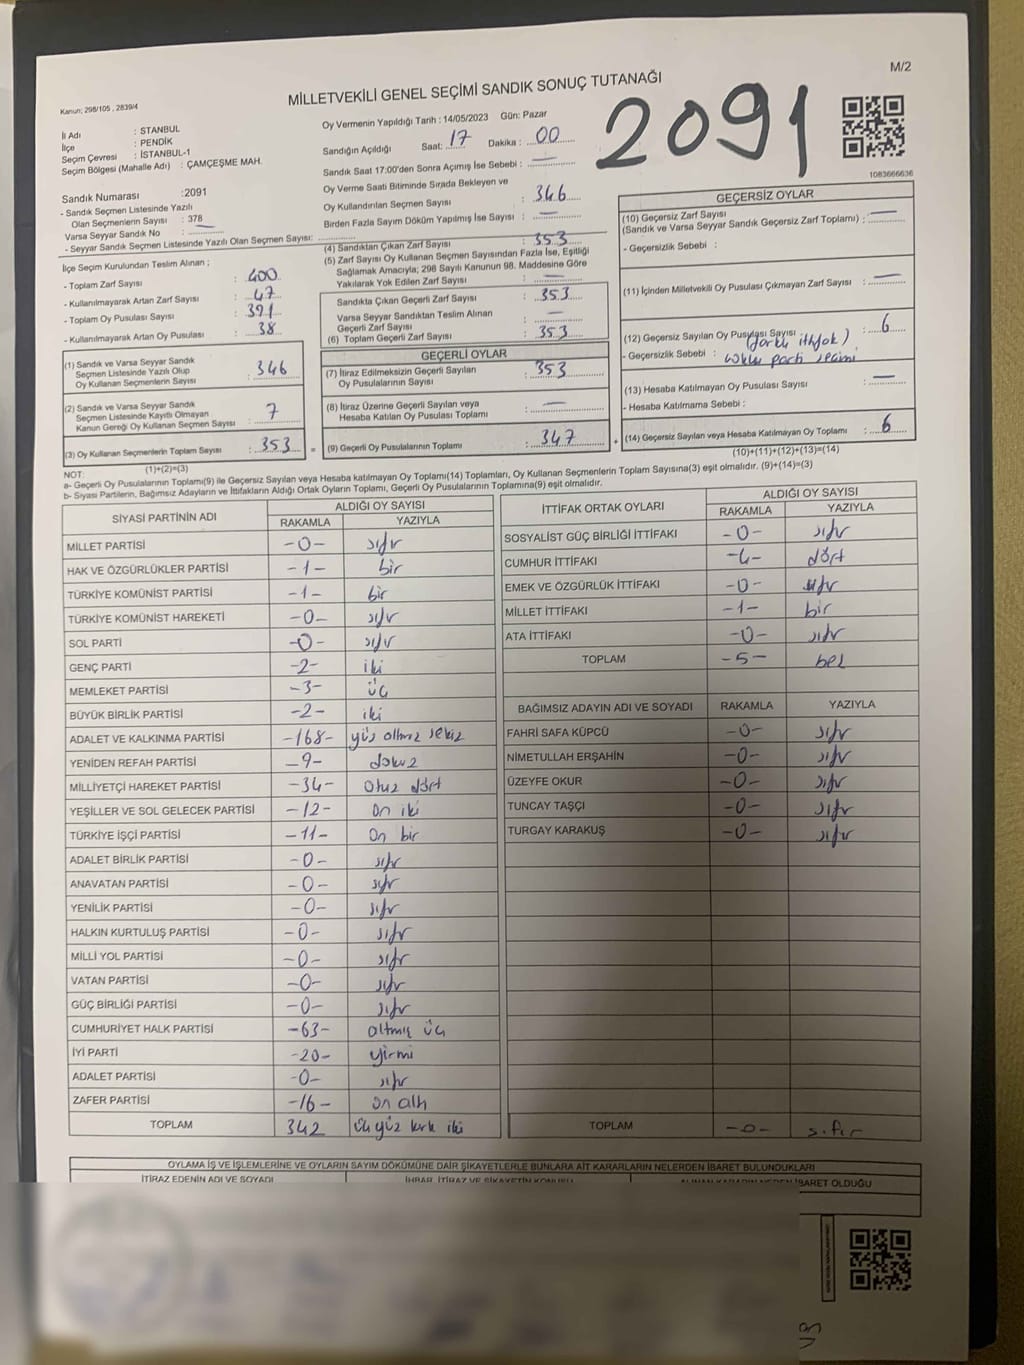 M/2
MİLLETVEKİLİ GENEL SEÇİMİ SANDIK SONUÇ TUTANAĞI
2091
Kanun: 298/105 , 2839/4
İl Adı : STANBUL
İlçe : PENDİK
Seçim Çevresi : İSTANBUL-1
Seçim Bölgesi (Mahalle Adı) : ÇAMÇEŞME MAH.
Sandık Numarası :2091
- Sandık Seçmen Listesinde Yazılı
Olan Seçmenlerin Sayısı : 378
Varsa Seyyar Sandık No : —
- Seyyar Sandık Seçmen Listesinde Yazılı Olan Seçmen Sayısı:
İlçe Seçim Kurulundan Teslim Alınan ;
- Toplam Zarf Sayısı : 400
- Kullanılmayarak Artan Zarf Sayısı : 47
- Toplam Oy Pusulası Sayısı : 391
- Kullanılmayarak Artan Oy Pusulası : 38
(1) Sandık ve Varsa Seyyar Sandık
Seçmen Listesinde Yazılı Olup
Oy Kullanan Seçmenlerin Sayısı : 346
(2) Sandık ve Varsa Seyyar Sandık
Seçmen Listesinde Kayıtlı Olmayan
Kanun Gereği Oy Kullanan Seçmen Sayısı : 7
(3) Oy Kullanan Seçmenlerin Toplam Sayısı : 353
(1)+(2)=(3)
Oy Vermenin Yapıldığı Tarih : 14/05/2023 Gün: Pazar
Sandığın Açıldığı Saat: 17 Dakika : 00
Sandık Saat 17:00'den Sonra Açımış İse Sebebi : —
Oy Verme Saati Bitiminde Sırada Bekleyen ve
Oy Kullandırılan Seçmen Sayısı : 346
Birden Fazla Sayım Döküm Yapılmış İse Sayısı : —
(4) Sandıktan Çıkan Zarf Sayısı : 353
(5) Zarf Sayısı Oy Kullanan Seçmen Sayısından Fazla İse, Eşitliği
Sağlamak Amacıyla; 298 Sayılı Kanunun 98. Maddesine Göre
Yakılarak Yok Edilen Zarf Sayısı : —
Sandıkta Çıkan Geçerli Zarf Sayısı : 353
Varsa Seyyar Sandıktan Teslim Alınan
Geçerli Zarf Sayısı : —
(6) Toplam Geçerli Zarf Sayısı : 353
GEÇERLİ OYLAR
(7) İtiraz Edilmeksizin Geçerli Sayılan
Oy Pusulalarının Sayısı : 353
(8) İtiraz Üzerine Geçerli Sayılan veya
Hesaba Katılan Oy Pusulası Toplamı : —
= (9) Geçerli Oy Pusulalarının Toplamı : 347
1083666636
GEÇERSİZ OYLAR
(10) Geçersiz Zarf Sayısı
(Sandık ve Varsa Seyyar Sandık Geçersiz Zarf Toplamı) : —
- Geçersizlik Sebebi :
(11) İçinden Milletvekili Oy Pusulası Çıkmayan Zarf Sayısı : —
(12) Geçersiz Sayılan Oy Pusulası Sayısı : 6
(farklı ittifak)
- Geçersizlik Sebebi : çoklu parti seçimi
(13) Hesaba Katılmayan Oy Pusulası Sayısı : —
- Hesaba Katılmama Sebebi :
+ (14) Geçersiz Sayılan veya Hesaba Katılmayan Oy Toplamı : 6
(10)+(11)+(12)+(13)=(14)
NOT:
a- Geçerli Oy Pusulalarının Toplamı(9) ile Geçersiz Sayılan veya Hesaba katılmayan Oy Toplamı(14) Toplamları, Oy Kullanan Seçmenlerin Toplam Sayısına(3) eşit olmalıdır. (9)+(14)=(3)
b- Siyasi Partilerin, Bağımsız Adayların ve İttifakların Aldığı Ortak Oyların Toplamı, Geçerli Oy Pusulalarının Toplamına(9) eşit olmalıdır.
SİYASİ PARTİNİN ADI ALDIĞI OY SAYISI
RAKAMLA YAZIYLA
MİLLET PARTİSİ -0- sıfır
HAK VE ÖZGÜRLÜKLER PARTİSİ -1- bir
TÜRKİYE KOMÜNİST PARTİSİ -1- bir
TÜRKİYE KOMÜNİST HAREKETİ -0- sıfır
SOL PARTİ -0- sıfır
GENÇ PARTİ -2- iki
MEMLEKET PARTİSİ -3- üç
BÜYÜK BİRLİK PARTİSİ -2- iki
ADALET VE KALKINMA PARTİSİ -168- yüz altmış sekiz
YENİDEN REFAH PARTİSİ -9- dokuz
MİLLİYETÇİ HAREKET PARTİSİ -34- Otuz dört
YEŞİLLER VE SOL GELECEK PARTİSİ -12- On iki
TÜRKİYE İŞÇİ PARTİSİ -11- On bir
ADALET BİRLİK PARTİSİ -0- sıfır
ANAVATAN PARTİSİ -0- sıfır
YENİLİK PARTİSİ -0- sıfır
HALKIN KURTULUŞ PARTİSİ -0- sıfır
MİLLİ YOL PARTİSİ -0- sıfır
VATAN PARTİSİ -0- sıfır
GÜÇ BİRLİĞİ PARTİSİ -0- sıfır
CUMHURİYET HALK PARTİSİ -63- altmış üç
İYİ PARTİ -20- yirmi
ADALET PARTİSİ -0- sıfır
ZAFER PARTİSİ -16- on altı
TOPLAM 342 üç yüz kırk iki
İTTİFAK ORTAK OYLARI ALDIĞI OY SAYISI
RAKAMLA YAZIYLA
SOSYALİST GÜÇ BİRLİĞİ İTTİFAKI -0- sıfır
CUMHUR İTTİFAKI -4- dört
EMEK VE ÖZGÜRLÜK İTTİFAKI -0- sıfır
MİLLET İTTİFAKI -1- bir
ATA İTTİFAKI -0- sıfır
TOPLAM -5- beş
BAĞIMSIZ ADAYIN ADI VE SOYADI RAKAMLA YAZIYLA
FAHRİ SAFA KÜPCÜ -0- sıfır
NİMETULLAH ERŞAHİN -0- sıfır
ÜZEYFE OKUR -0- sıfır
TUNCAY TAŞÇI -0- sıfır
TURGAY KARAKUŞ -0- sıfır
TOPLAM -0- sıfır
OYLAMA İŞ VE İŞLEMLERİNE VE OYLARIN SAYIM DÖKÜMÜNE DAİR ŞİKAYETLERLE BUNLARA AİT KARARLARIN NELERDEN İBARET BULUNDUKLARI
İTİRAZ EDENİN ADI VE SOYADI İHBAR, İTİRAZ VE ŞİKAYETİN KONUSU ALINAN KARARIN NEDEN İBARET OLDUĞU